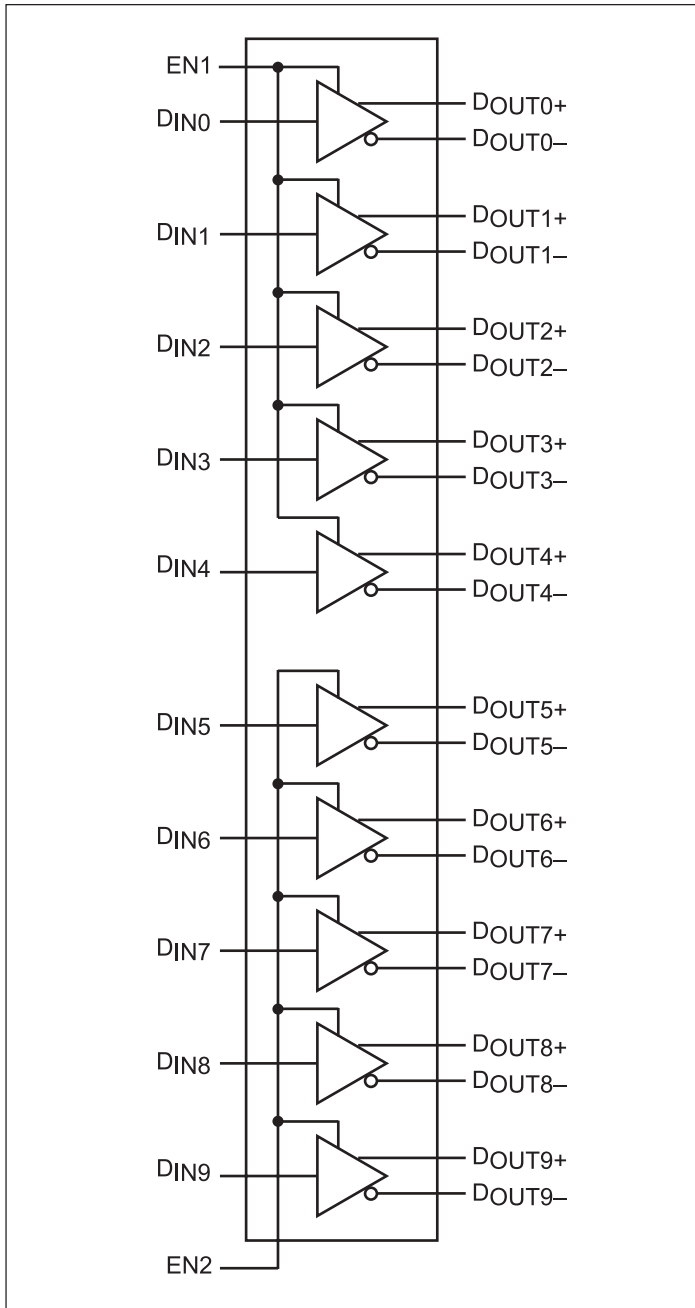 EN1
DIN0
DOUT0+
DOUT0–
DIN1
DOUT1+
DOUT1–
DIN2
DOUT2+
DOUT2–
DIN3
DOUT3+
DOUT3–
DIN4
DOUT4+
DOUT4–
DIN5
DOUT5+
DOUT5–
DIN6
DOUT6+
DOUT6–
DIN7
DOUT7+
DOUT7–
DIN8
DOUT8+
DOUT8–
DIN9
DOUT9+
DOUT9–
EN2